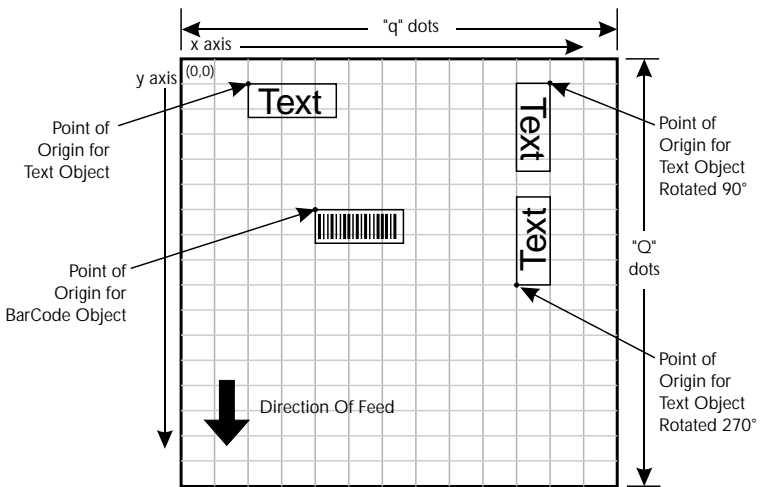 "q" dots
x axis
y axis
(0,0)
Text
Point of
Origin for
Text Object
Text
Point of
Origin for
Text Object
Rotated 90°
Text
"Q"
dots
Point of
Origin for
BarCode Object
Point of
Origin for
Text Object
Rotated 270°
Direction Of Feed